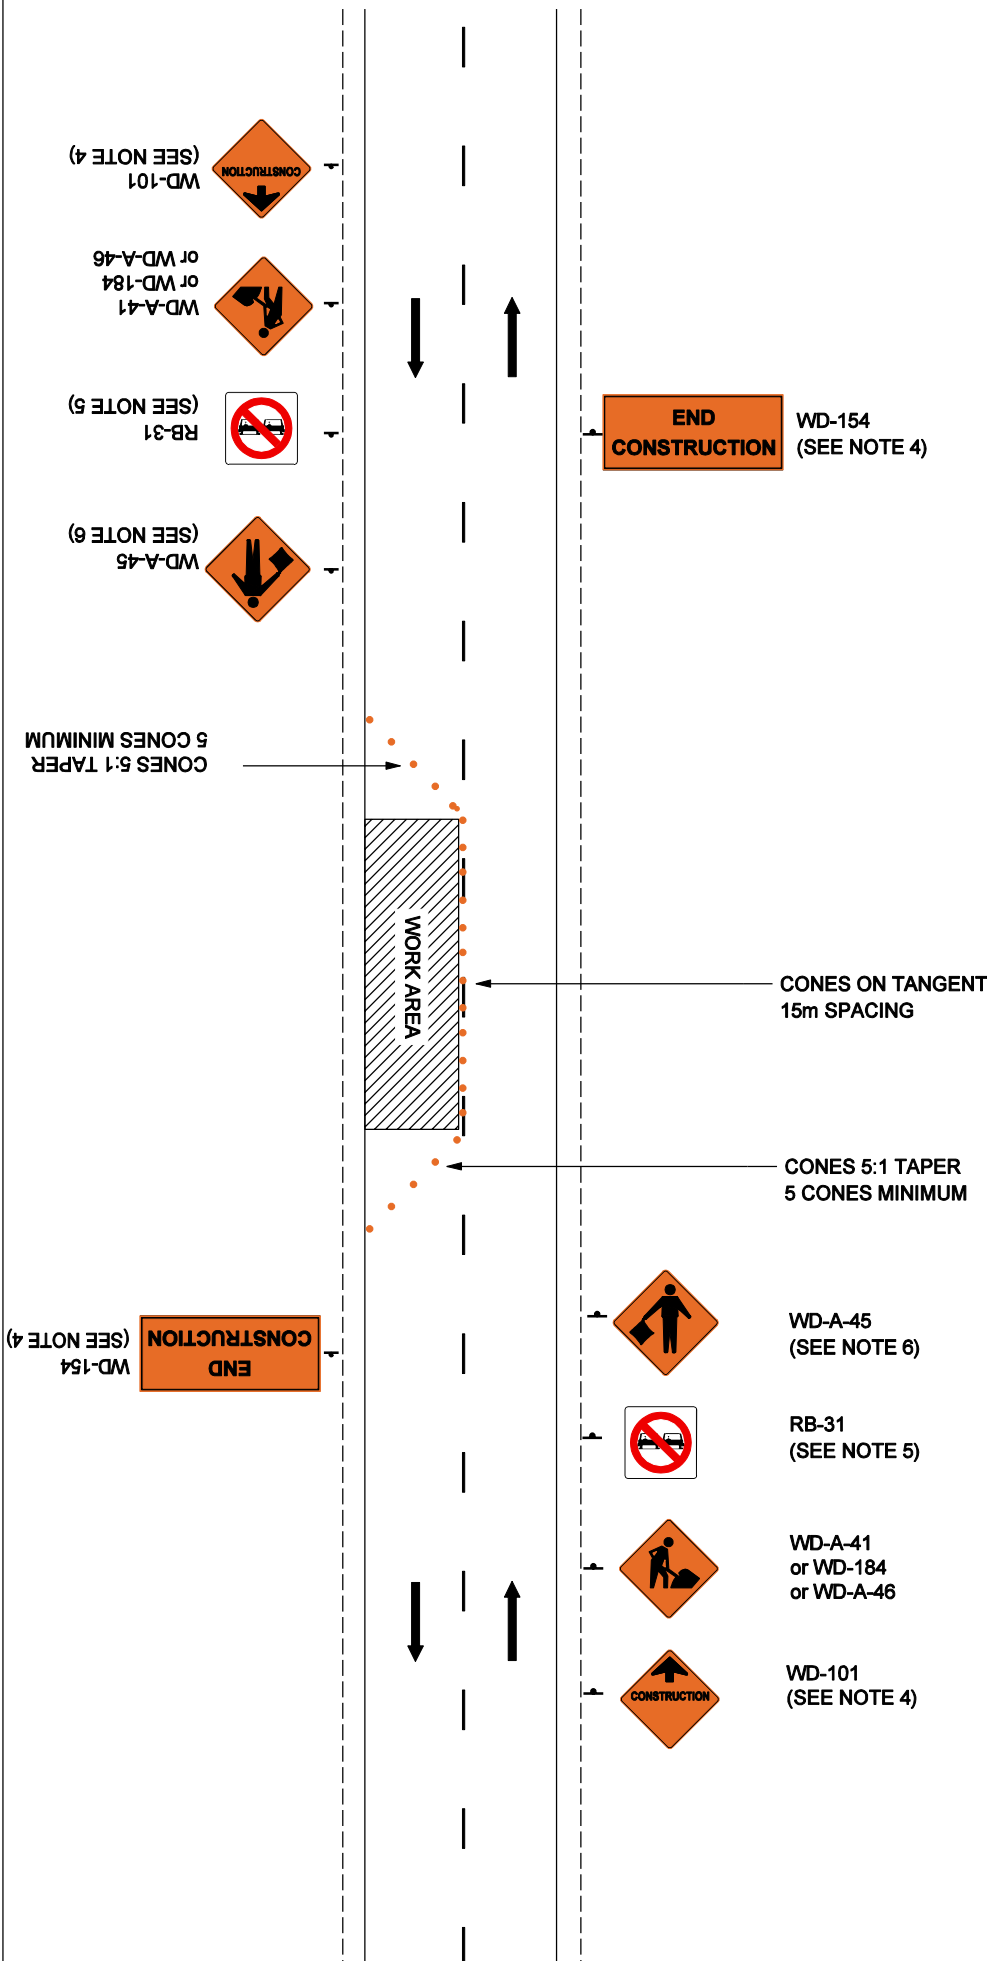 WD-101
(SEE NOTE 4)
CONSTRUCTION
WD-A-41
or WD-184
or WD-A-46
RB-31
(SEE NOTE 5)
END
CONSTRUCTION
WD-154
(SEE NOTE 4)
WD-A-45
(SEE NOTE 6)
CONES 5:1 TAPER
5 CONES MINIMUM
WORK AREA
CONES ON TANGENT
15m SPACING
CONES 5:1 TAPER
5 CONES MINIMUM
WD-154
(SEE NOTE 4)
END
CONSTRUCTION
WD-A-45
(SEE NOTE 6)
RB-31
(SEE NOTE 5)
WD-A-41
or WD-184
or WD-A-46
CONSTRUCTION
WD-101
(SEE NOTE 4)